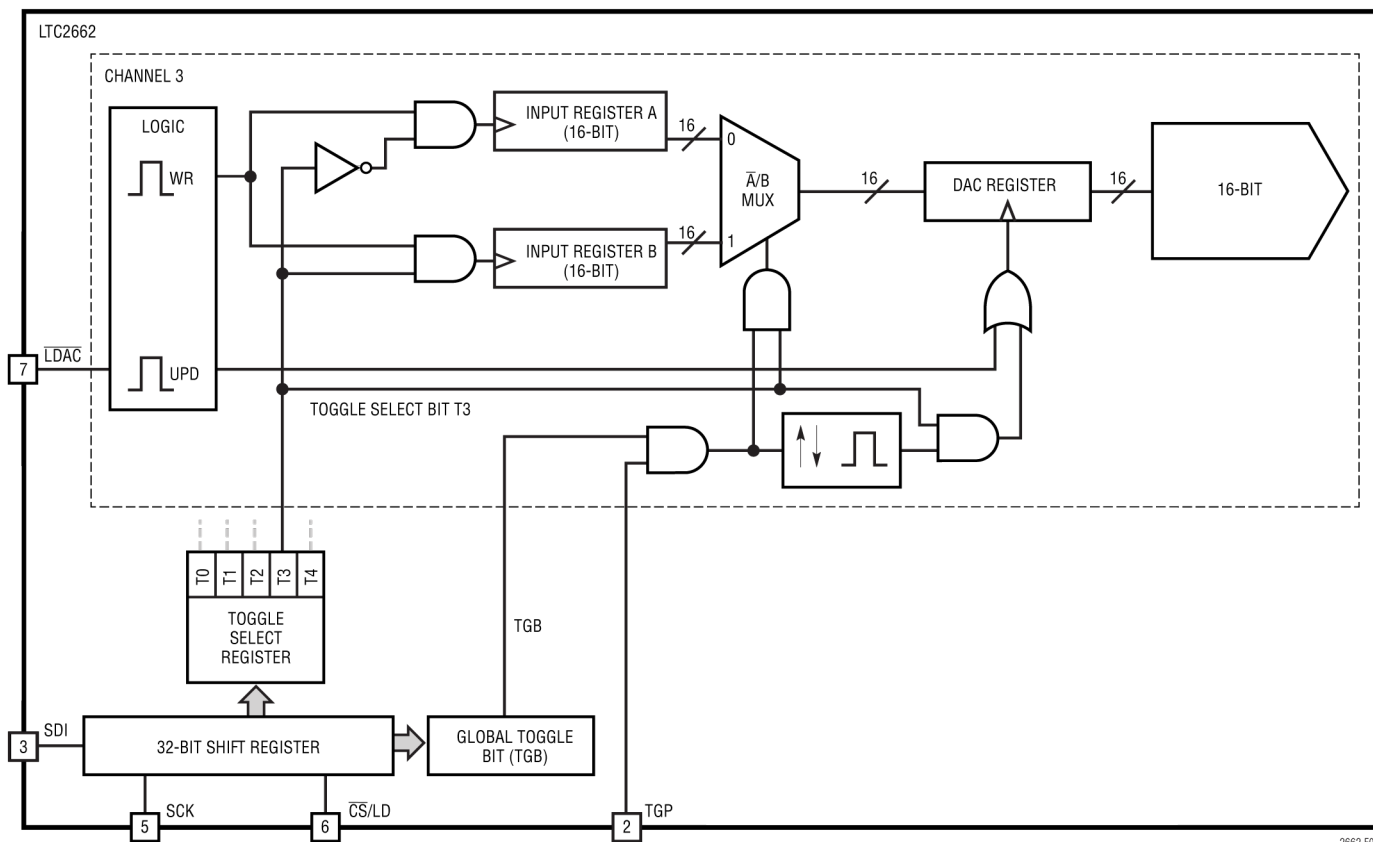 LTC2662
CHANNEL 3
LOGIC
WR
UPD
INPUT REGISTER A
(16-BIT)
16
0
A̅/B
MUX
16
DAC REGISTER
16
16-BIT
INPUT REGISTER B
(16-BIT)
16
1
7
L̅D̅A̅C̅
TOGGLE SELECT BIT T3
T0
T1
T2
T3
T4
TOGGLE
SELECT
REGISTER
TGB
3
SDI
32-BIT SHIFT REGISTER
GLOBAL TOGGLE
BIT (TGB)
5
SCK
6
C̅S̅/LD
2
TGP